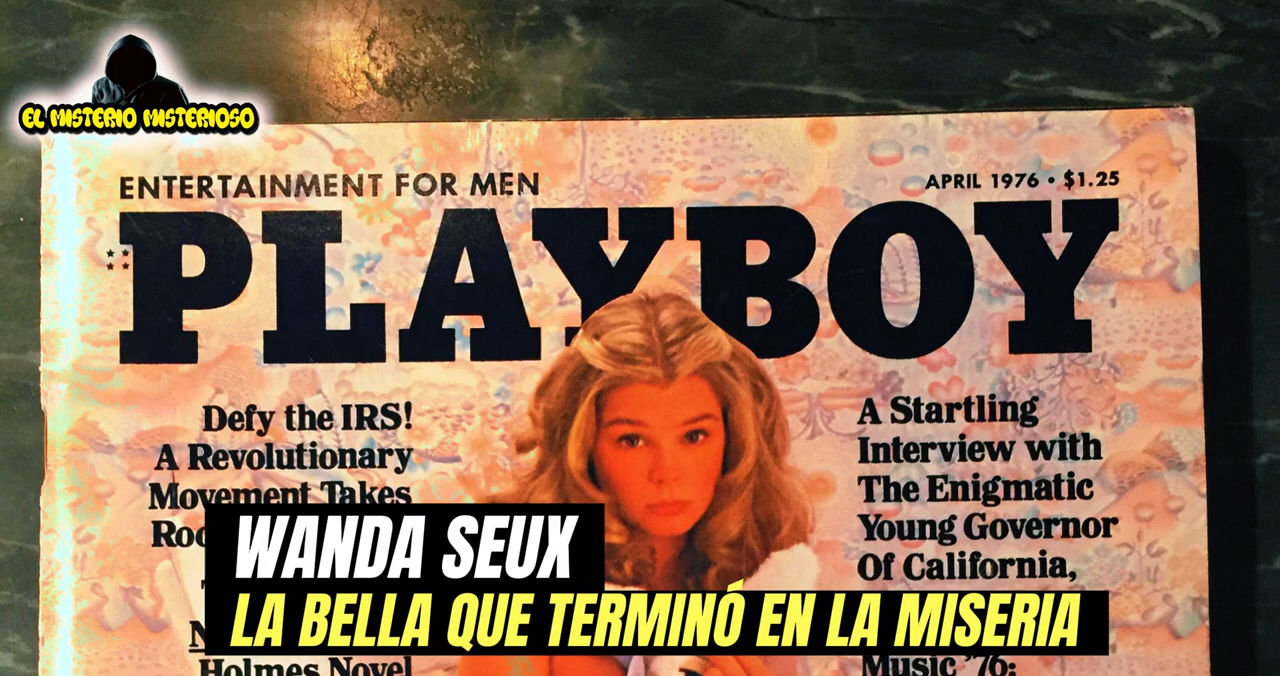 EL MISTERIO MISTERIOSO
ENTERTAINMENT FOR MEN
APRIL 1976 • $1.25
PLAYBOY
Defy the IRS!
A Revolutionary
Movement Takes
A Startling
Interview with
The Enigmatic
Young Governor
Of California,
WANDA SEUX
LA BELLA QUE TERMINÓ EN LA MISERIA
Holmes Novel
Music '76: